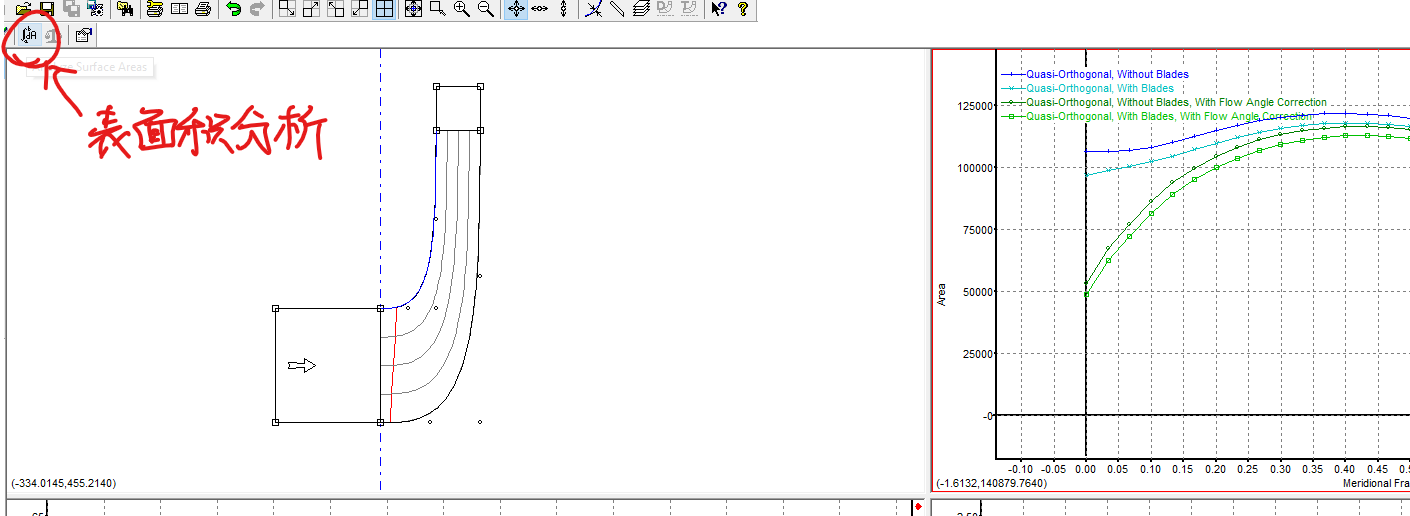 ∫dA
Surface Areas
表面积分析
(-334.0145,455.2140)
Quasi-Orthogonal, Without Blades
Quasi-Orthogonal, With Blades
Quasi-Orthogonal, Without Blades, With Flow Angle Correction
Quasi-Orthogonal, With Blades, With Flow Angle Correction
125000
100000
75000
50000
25000
-0
Area
-0.10 -0.05 0.00 0.05 0.10 0.15 0.20 0.25 0.30 0.35 0.40 0.45
(-1.6132,140879.7640)
Meridional Fra